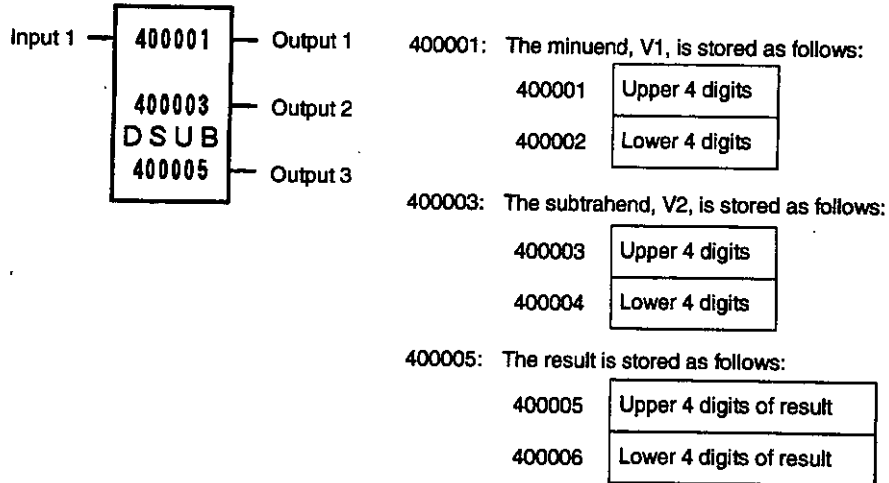 Input 1
400001
Output 1
400003
Output 2
DSUB
400005
Output 3
400001: The minuend, V1, is stored as follows:
400001 Upper 4 digits
400002 Lower 4 digits
400003: The subtrahend, V2, is stored as follows:
400003 Upper 4 digits
400004 Lower 4 digits
400005: The result is stored as follows:
400005 Upper 4 digits of result
400006 Lower 4 digits of result